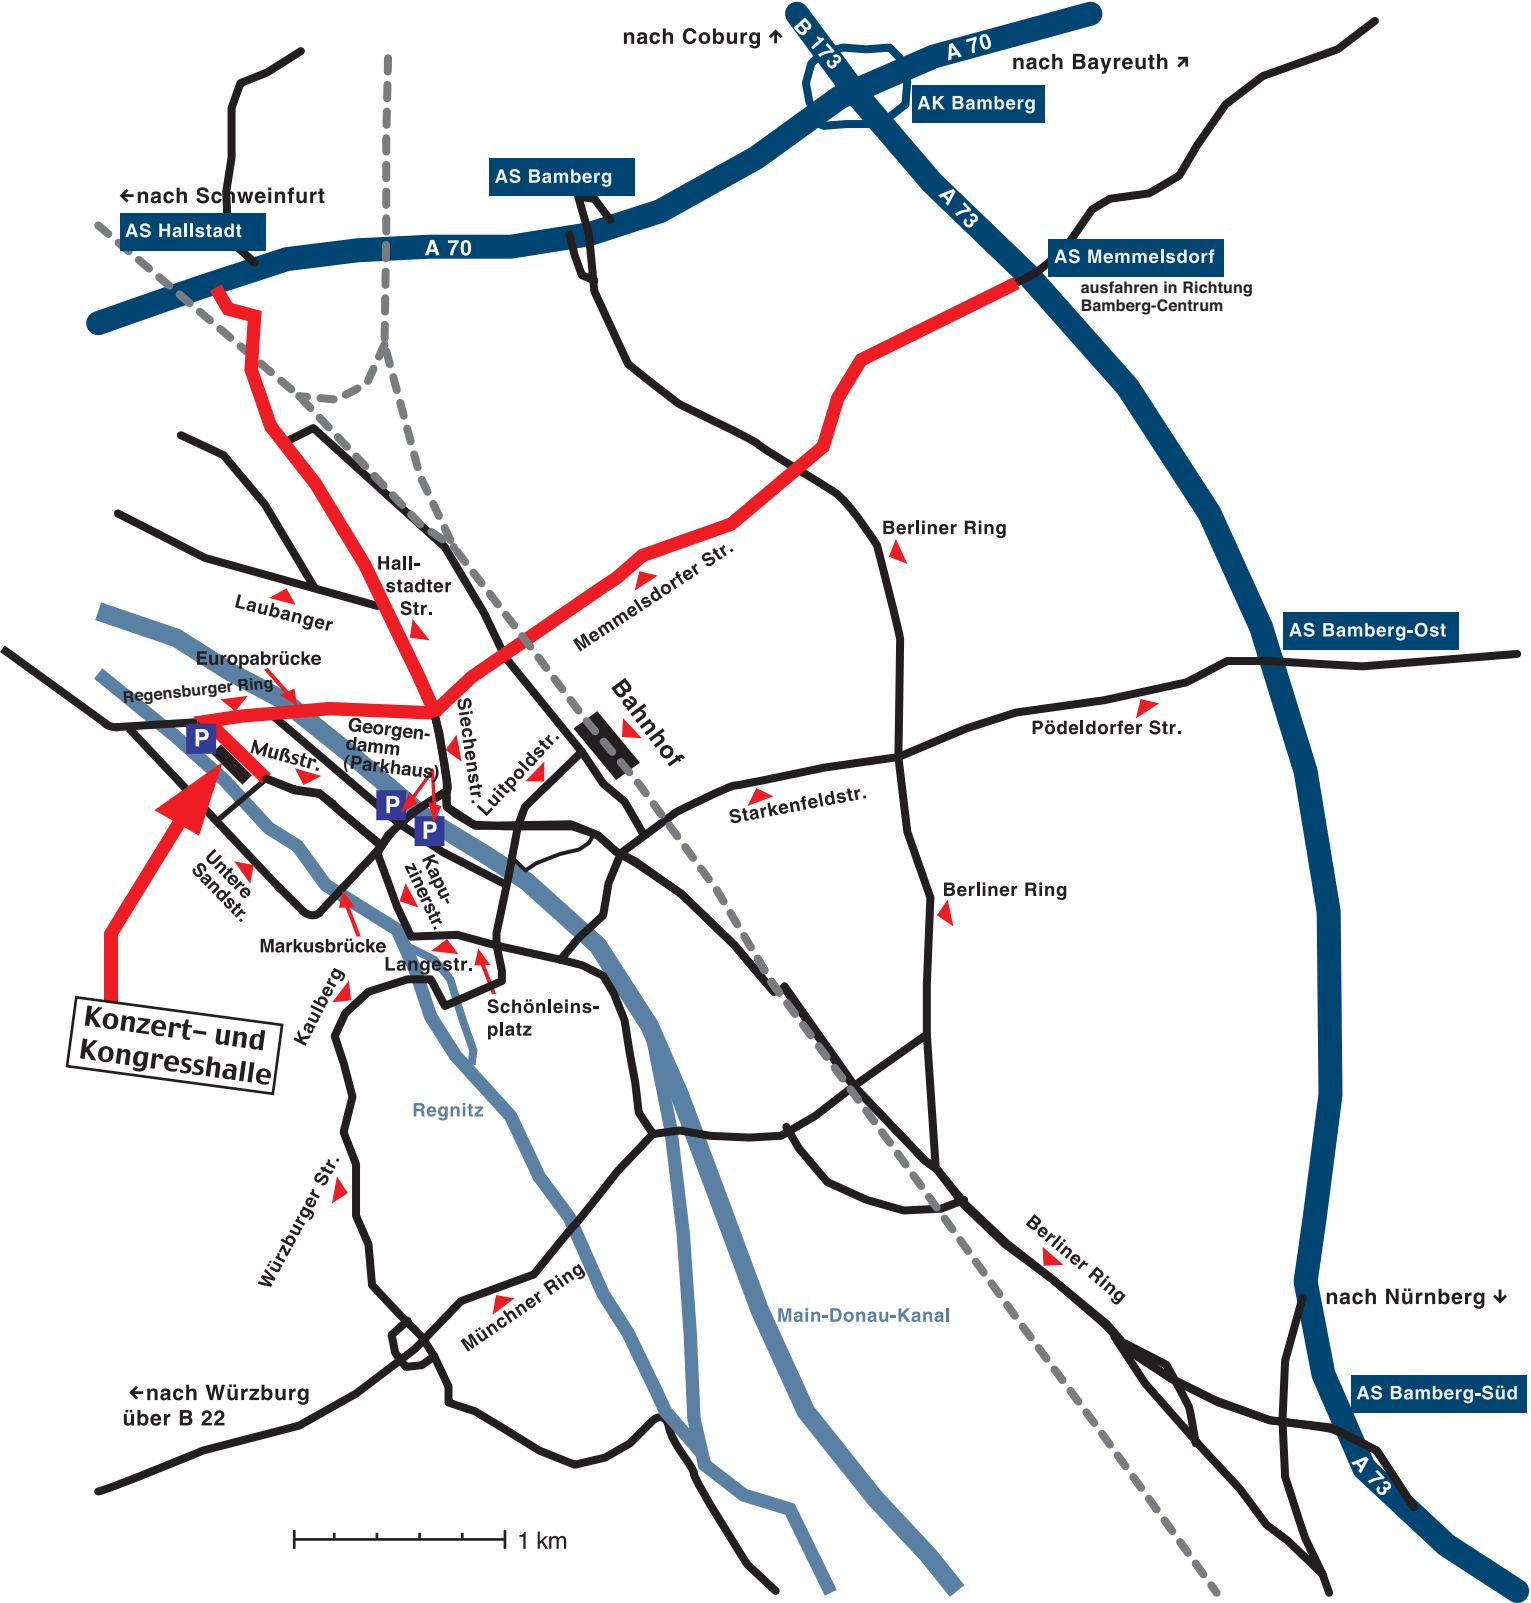 nach Coburg ↑
B 173
A 70
nach Bayreuth ↗
AK Bamberg
AS Bamberg
←nach Schweinfurt
AS Hallstadt
A 70
A 73
AS Memmelsdorf
ausfahren in Richtung
Bamberg-Centrum
Berliner Ring
Hall-
stadter
Str.
Memmelsdorfer Str.
Laubanger
AS Bamberg-Ost
Europabrücke
Regensburger Ring
Bahnhof
Siechenstr.
Georgen-
damm
(Parkhaus)
Pödeldorfer Str.
P
Mußstr.
Luitpoldstr.
P
P
Starkenfeldstr.
Untere
Sandstr.
Kapu-
zinerstr.
Berliner Ring
Markusbrücke
Langestr.
Kaulberg
Schönleins-
platz
Konzert– und
Kongresshalle
Regnitz
Würzburger Str.
Berliner Ring
Münchner Ring
Main-Donau-Kanal
nach Nürnberg ↓
←nach Würzburg
über B 22
AS Bamberg-Süd
A 73
1 km